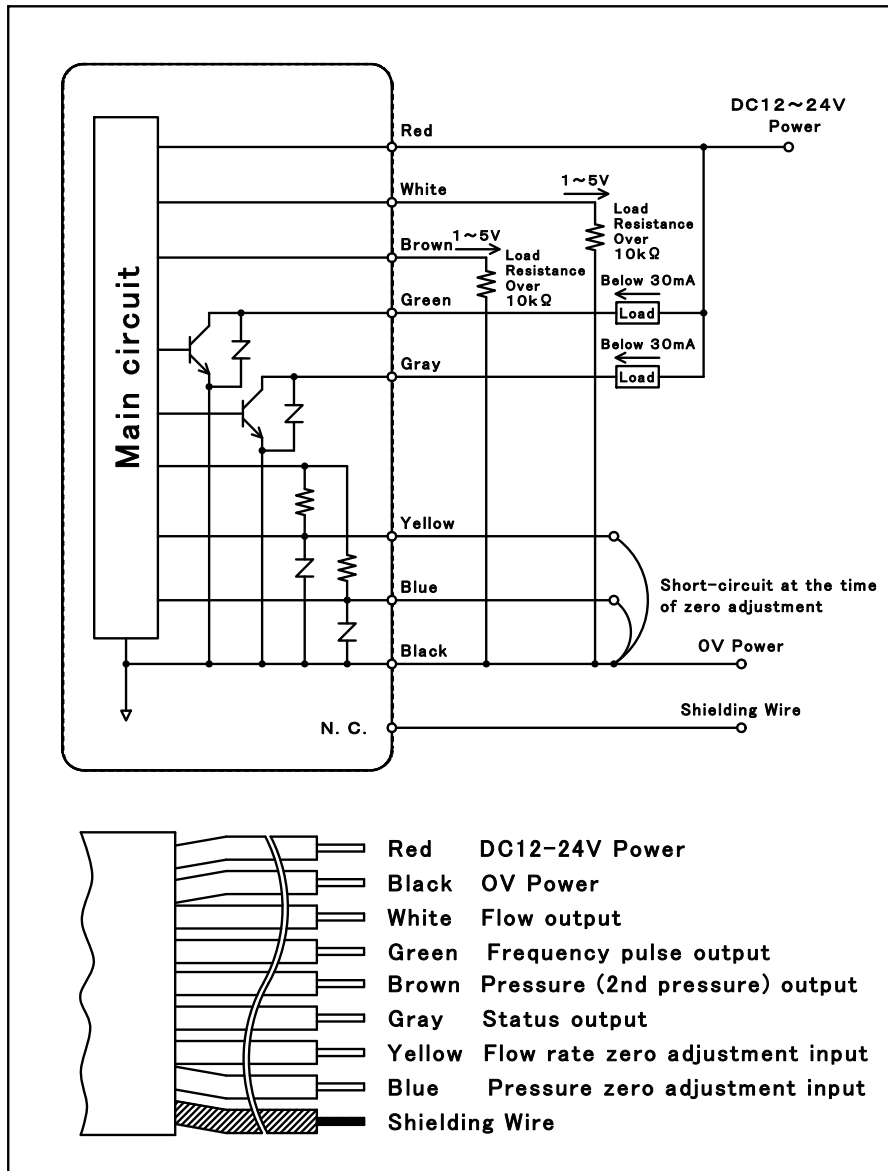 DC12～24V
Power
Red
White
1～5V
Load
Resistance
Over
10kΩ
Brown
1～5V
Load
Resistance
Over
10kΩ
Below 30mA
Green
Load
Below 30mA
Gray
Load
Main circuit
Yellow
Blue
Short-circuit at the time
of zero adjustment
Black
0V Power
N. C.
Shielding Wire
Red DC12-24V Power
Black 0V Power
White Flow output
Green Frequency pulse output
Brown Pressure (2nd pressure) output
Gray Status output
Yellow Flow rate zero adjustment input
Blue Pressure zero adjustment input
Shielding Wire